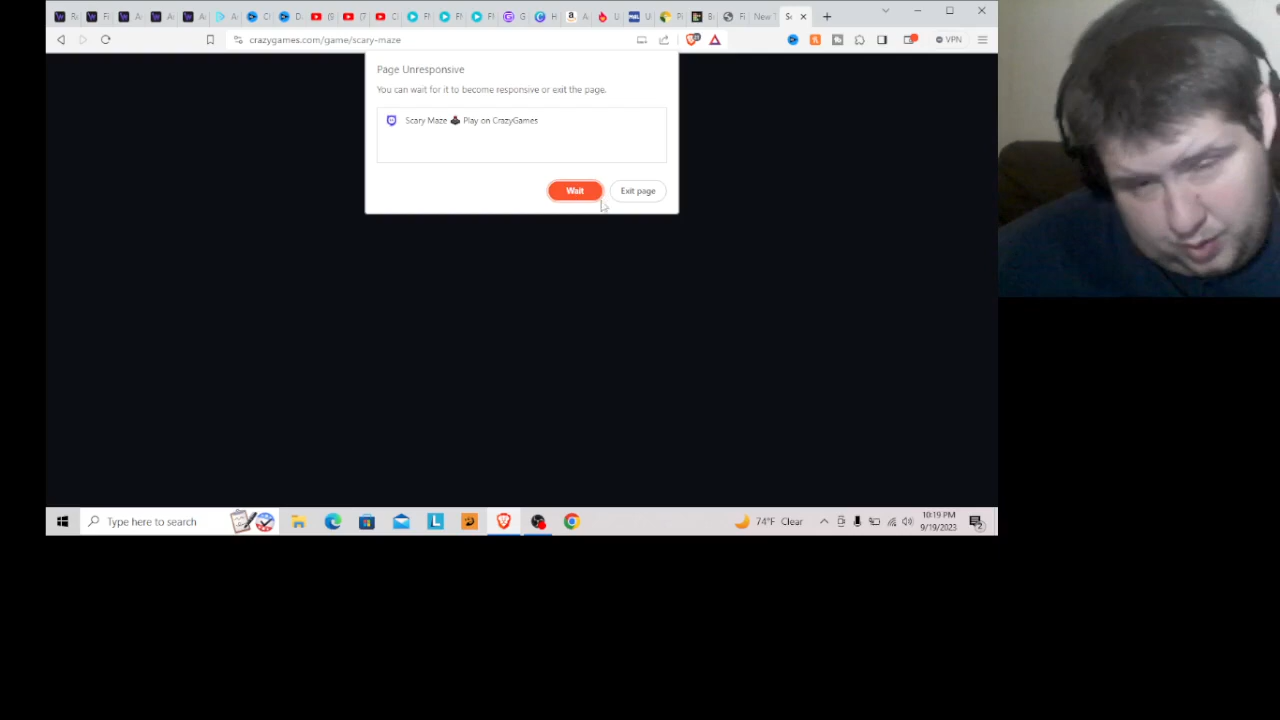 crazygames.com/game/scary-maze
VPN
Page Unresponsive
You can wait for it to become responsive or exit the page.
Scary Maze 🕹 Play on CrazyGames
Wait
Exit page
Type here to search
74°F Clear
10:19 PM
9/19/2023
2